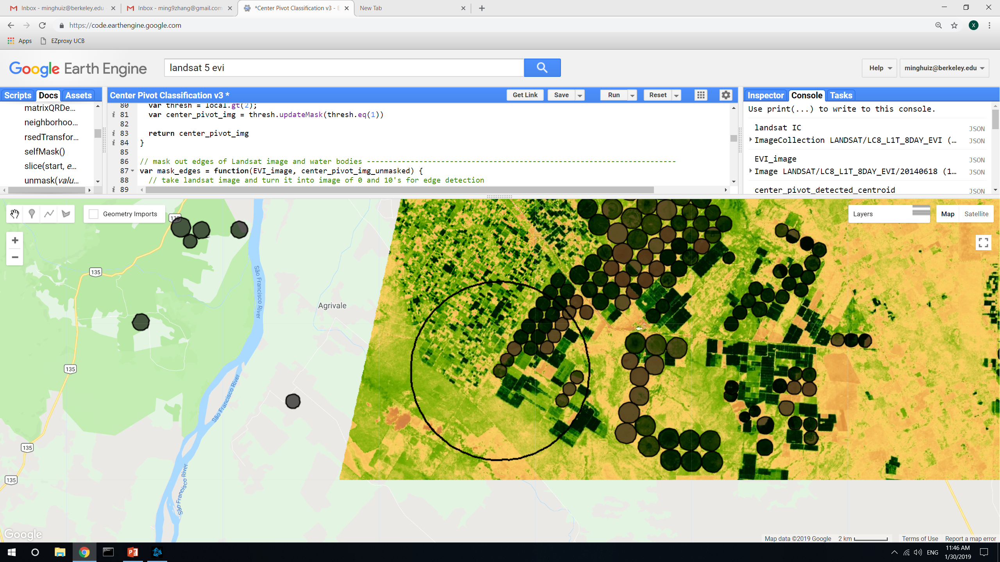 Inbox - minghuiz@berkeley.edu
Inbox - ming9zhang@gmail.com
*Center Pivot Classification v3 - E
New Tab
https://code.earthengine.google.com
X
Apps
EZproxy UCB
Google Earth Engine
landsat 5 evi
Help
minghuiz@berkeley.edu
Scripts
Docs
Assets
matrixQRDe...
neighborhoo...
rsedTransfor...
selfMask()
slice(start, e...
unmask(valu...
Center Pivot Classification v3 *
Get Link
Save
Run
Reset
80 var thresh = local.gt(2);
i 81 var center_pivot_img = thresh.updateMask(thresh.eq(1))
82
i 83 return center_pivot_img
i 84 }
85
86 // mask out edges of Landsat image and water bodies ------------------------------------------------------------------------
87 var mask_edges = function(EVI_image, center_pivot_img_unmasked) {
88 // take landsat image and turn it into image of 0 and 10's for edge detection
i 89
Inspector
Console
Tasks
Use print(...) to write to this console.
landsat IC JSON
ImageCollection LANDSAT/LC8_L1T_8DAY_EVI (… JSON
EVI_image JSON
Image LANDSAT/LC8_L1T_8DAY_EVI/20140618 (1… JSON
center_pivot_detected_centroid JSON
Geometry Imports
Layers
Map
Satellite
+
−
135
135
135
135
135
São Francisco River
São Francisco River
São Francisco River
Agrivale
Google
Map data ©2019 Google
2 km
Terms of Use
Report a map error
ENG
11:46 AM
1/30/2019